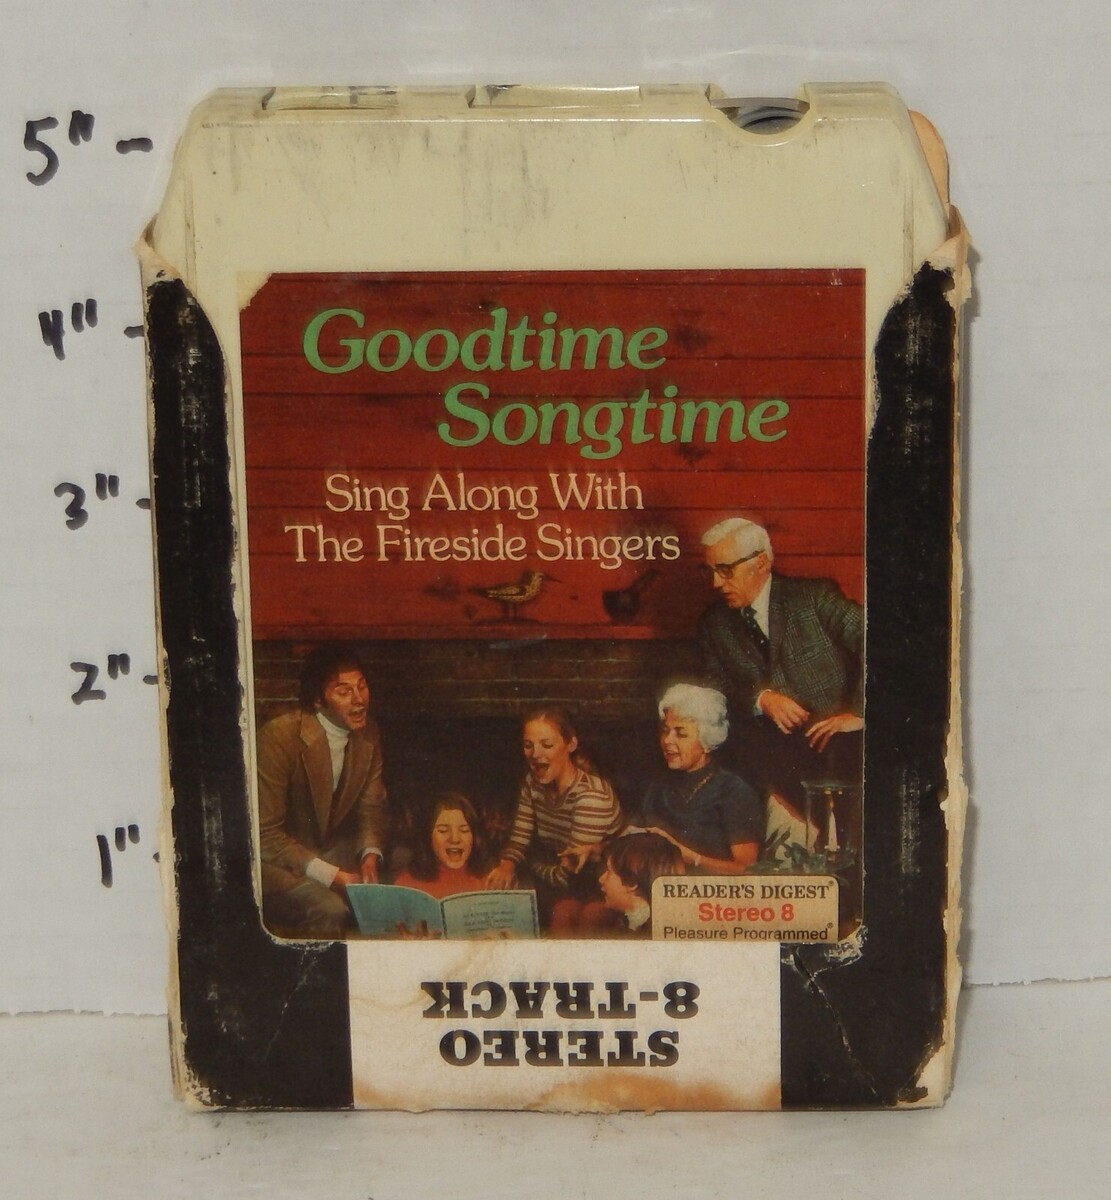 5" -
4" -
3" -
2" -
1" -
Goodtime
Songtime
Sing Along With
The Fireside Singers
READER'S DIGEST®
Stereo 8
Pleasure Programmed®
STEREO
8-TRACK